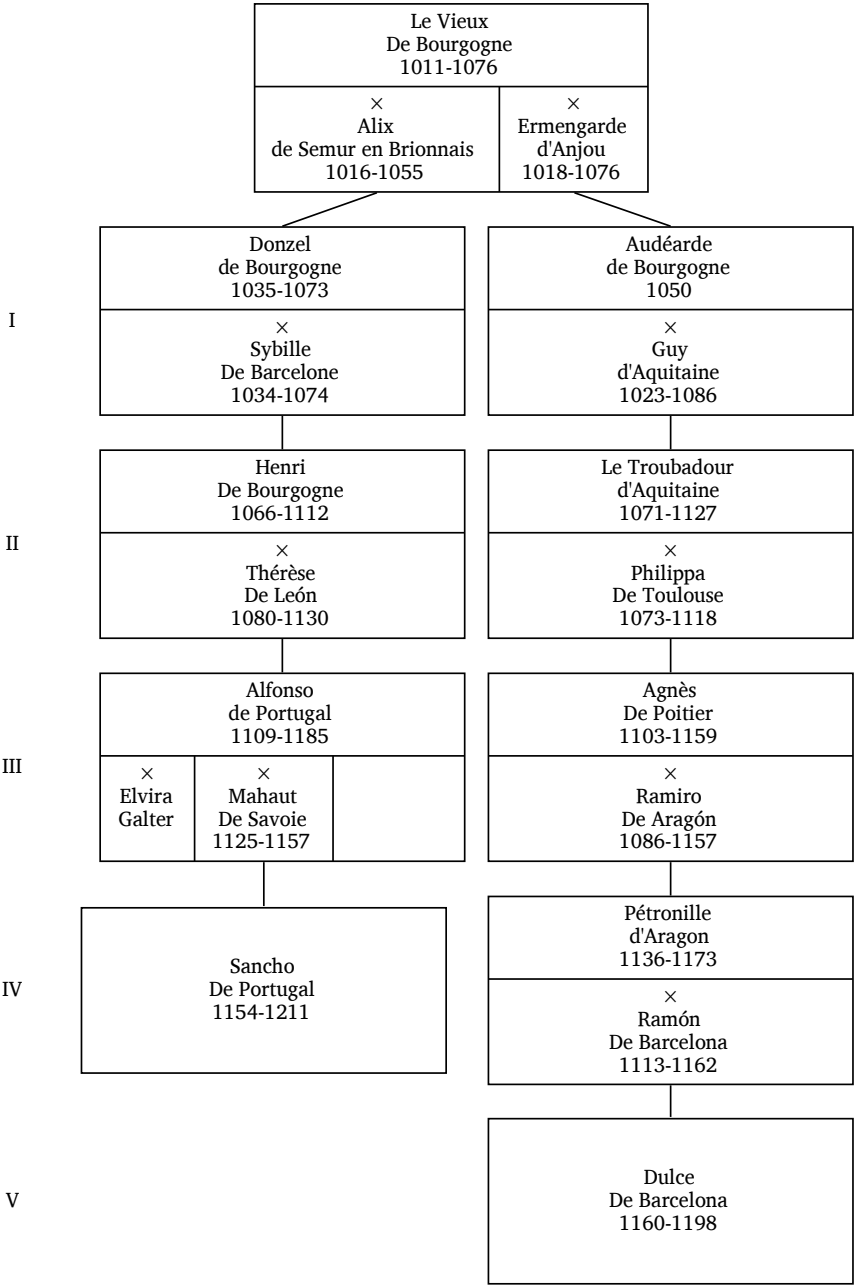 Le Vieux
De Bourgogne
1011-1076
×
Alix
de Semur en Brionnais
1016-1055
×
Ermengarde
d'Anjou
1018-1076
I
Donzel
de Bourgogne
1035-1073
×
Sybille
De Barcelone
1034-1074
Audéarde
de Bourgogne
1050
×
Guy
d'Aquitaine
1023-1086
II
Henri
De Bourgogne
1066-1112
×
Thérèse
De León
1080-1130
Le Troubadour
d'Aquitaine
1071-1127
×
Philippa
De Toulouse
1073-1118
III
Alfonso
de Portugal
1109-1185
×
Elvira
Galter
×
Mahaut
De Savoie
1125-1157
Agnès
De Poitier
1103-1159
×
Ramiro
De Aragón
1086-1157
IV
Sancho
De Portugal
1154-1211
Pétronille
d'Aragon
1136-1173
×
Ramón
De Barcelona
1113-1162
V
Dulce
De Barcelona
1160-1198